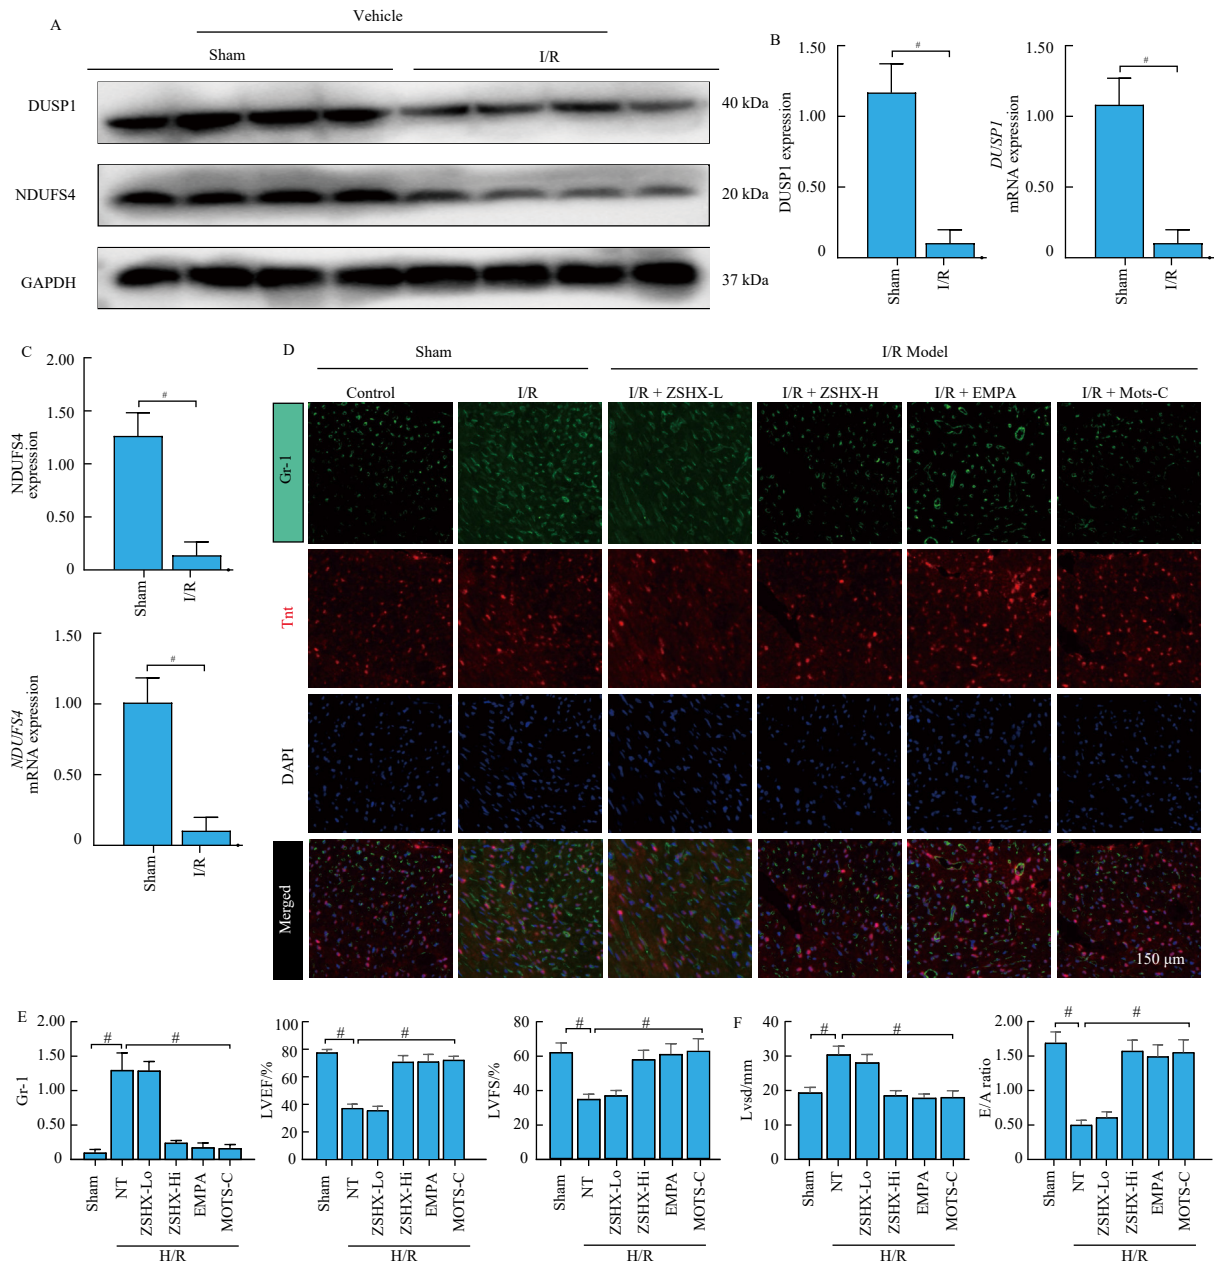 A
Vehicle
Sham
I/R
DUSP1
40 kDa
NDUFS4
20 kDa
GAPDH
37 kDa
B
DUSP1 expression
1.50
1.00
0.50
0
#
Sham
I/R
DUSP1
mRNA expression
1.50
1.00
0.50
0
#
Sham
I/R
C
NDUFS4
expression
2.00
1.50
1.00
0.50
0
#
Sham
I/R
NDUFS4
mRNA expression
1.50
1.00
0.50
0
#
Sham
I/R
D
Sham
I/R Model
Control
I/R
I/R + ZSHX-L
I/R + ZSHX-H
I/R + EMPA
I/R + Mots-C
Gr-1
Tnt
DAPI
Merged
150 μm
E
Gr-1
2.00
1.50
1.00
0.50
0
#
#
Sham
NT
ZSHX-Lo
ZSHX-Hi
EMPA
MOTS-C
H/R
LVEF/%
100
80
60
40
20
0
#
#
Sham
NT
ZSHX-Lo
ZSHX-Hi
EMPA
MOTS-C
H/R
LVFS/%
80
60
40
20
0
#
#
Sham
NT
ZSHX-Lo
ZSHX-Hi
EMPA
MOTS-C
H/R
F
Lvsd/mm
40
30
20
10
0
#
#
Sham
NT
ZSHX-Lo
ZSHX-Hi
EMPA
MOTS-C
H/R
E/A ratio
2.00
1.50
1.00
0.50
0
#
#
Sham
NT
ZSHX-Lo
ZSHX-Hi
EMPA
MOTS-C
H/R